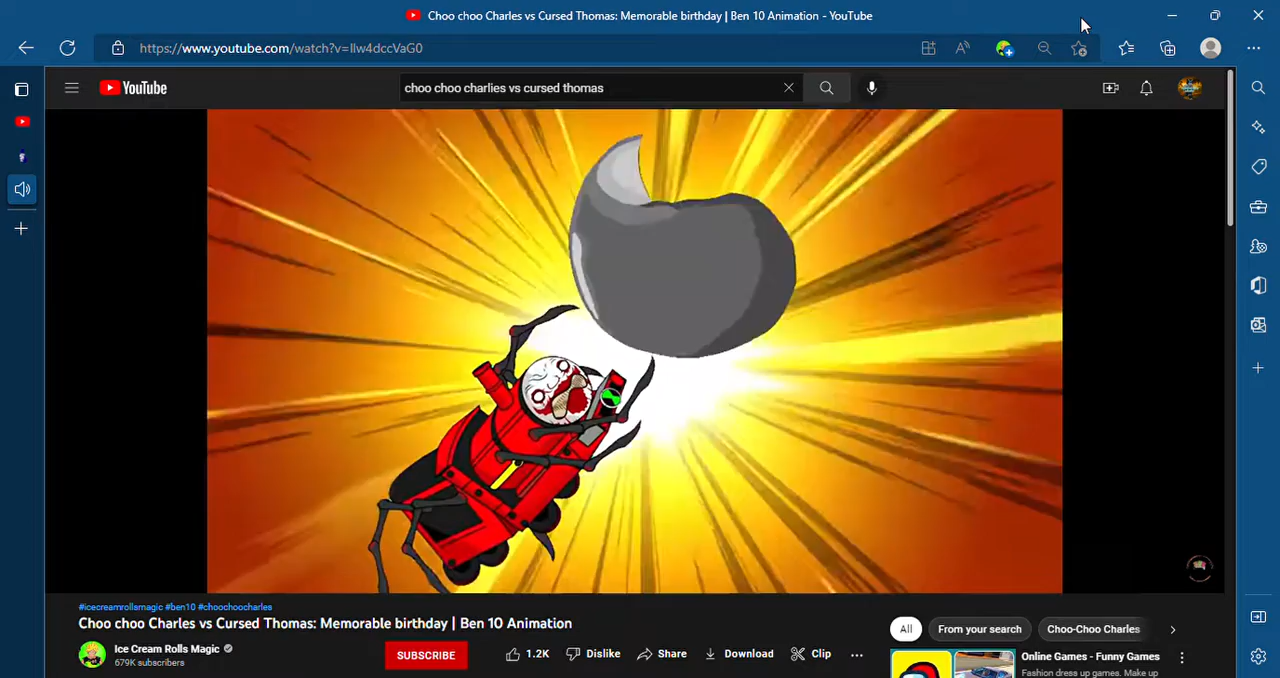 Choo choo Charles vs Cursed Thomas: Memorable birthday | Ben 10 Animation - YouTube
https://www.youtube.com/watch?v=IIw4dccVaG0
YouTube
choo choo charlies vs cursed thomas
#icecreamrollsmagic #ben10 #choochoocharles
Choo choo Charles vs Cursed Thomas: Memorable birthday | Ben 10 Animation
Ice Cream Rolls Magic
679K subscribers
SUBSCRIBE
1.2K
Dislike
Share
Download
Clip
All
From your search
Choo-Choo Charles
Online Games - Funny Games
Fashion dress up games. Make up